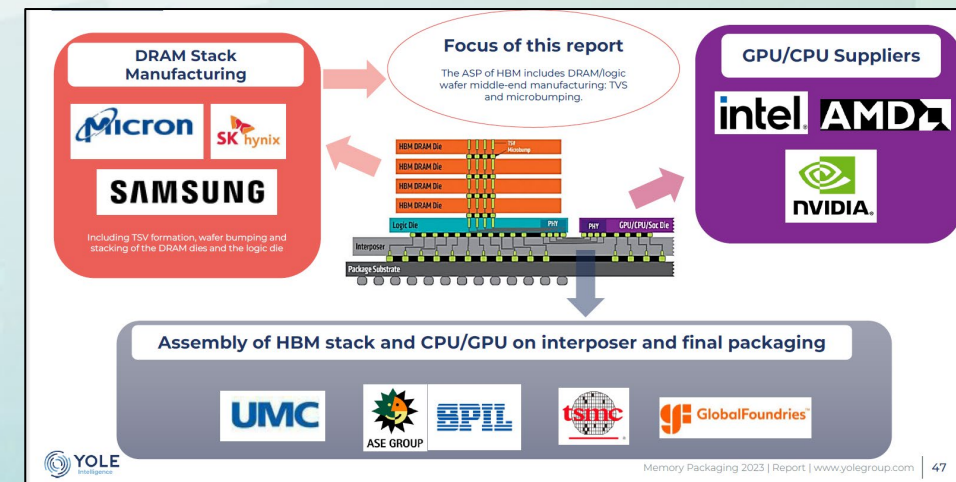 DRAM Stack
Manufacturing
Micron
SK hynix
SAMSUNG
Including TSV formation, wafer bumping and
stacking of the DRAM dies and the logic die
Focus of this report
The ASP of HBM includes DRAM/logic
wafer middle-end manufacturing: TVS
and microbumping.
HBM DRAM Die
TSV
Microbump
HBM DRAM Die
HBM DRAM Die
HBM DRAM Die
Logic Die
PHY
PHY
GPU/CPU/Soc Die
Interposer
Package Substrate
GPU/CPU Suppliers
intel.
AMD
NVIDIA.
Assembly of HBM stack and CPU/GPU on interposer and final packaging
UMC
ASE GROUP
SPIL
tsmc
GlobalFoundries™
YOLE
Intelligence
Memory Packaging 2023 | Report | www.yolegroup.com | 47